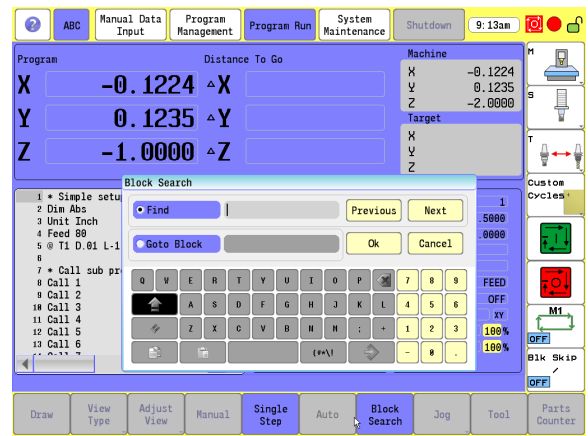 ?
ABC
Manual Data
Input
Program
Management
Program Run
System
Maintenance
Shutdown
9:13am
Program
Distance To Go
X -0.1224 △X
Y 0.1235 △Y
Z -1.0000 △Z
Machine
X -0.1224
Y 0.1235
Z -2.0000
Target
X
Y
Z
M
S
T
Custom
Cycles+
M1
OFF
Blk Skip
/
OFF
1 * Simple setu
2 Dim Abs
3 Unit Inch
4 Feed 80
5 @ T1 D.01 L-1
6
7 * Call sub pr
8 Call 1
9 Call 2
10 Call 3
11 Call 4
12 Call 5
13 Call 6
1
.5000
.0000
FEED
OFF
XY
100%
100%
Block Search
Find
Previous
Next
Goto Block
Ok
Cancel
Q W E R T Y U I O P 7 8 9
A S D F G H J K L 4 5 6
Z X C V B N M ; + 1 2 3
(#^\! - 0 .
Draw
View
Type
Adjust
View
Manual
Single
Step
Auto
Block
Search
Jog
Tool
Parts
Counter